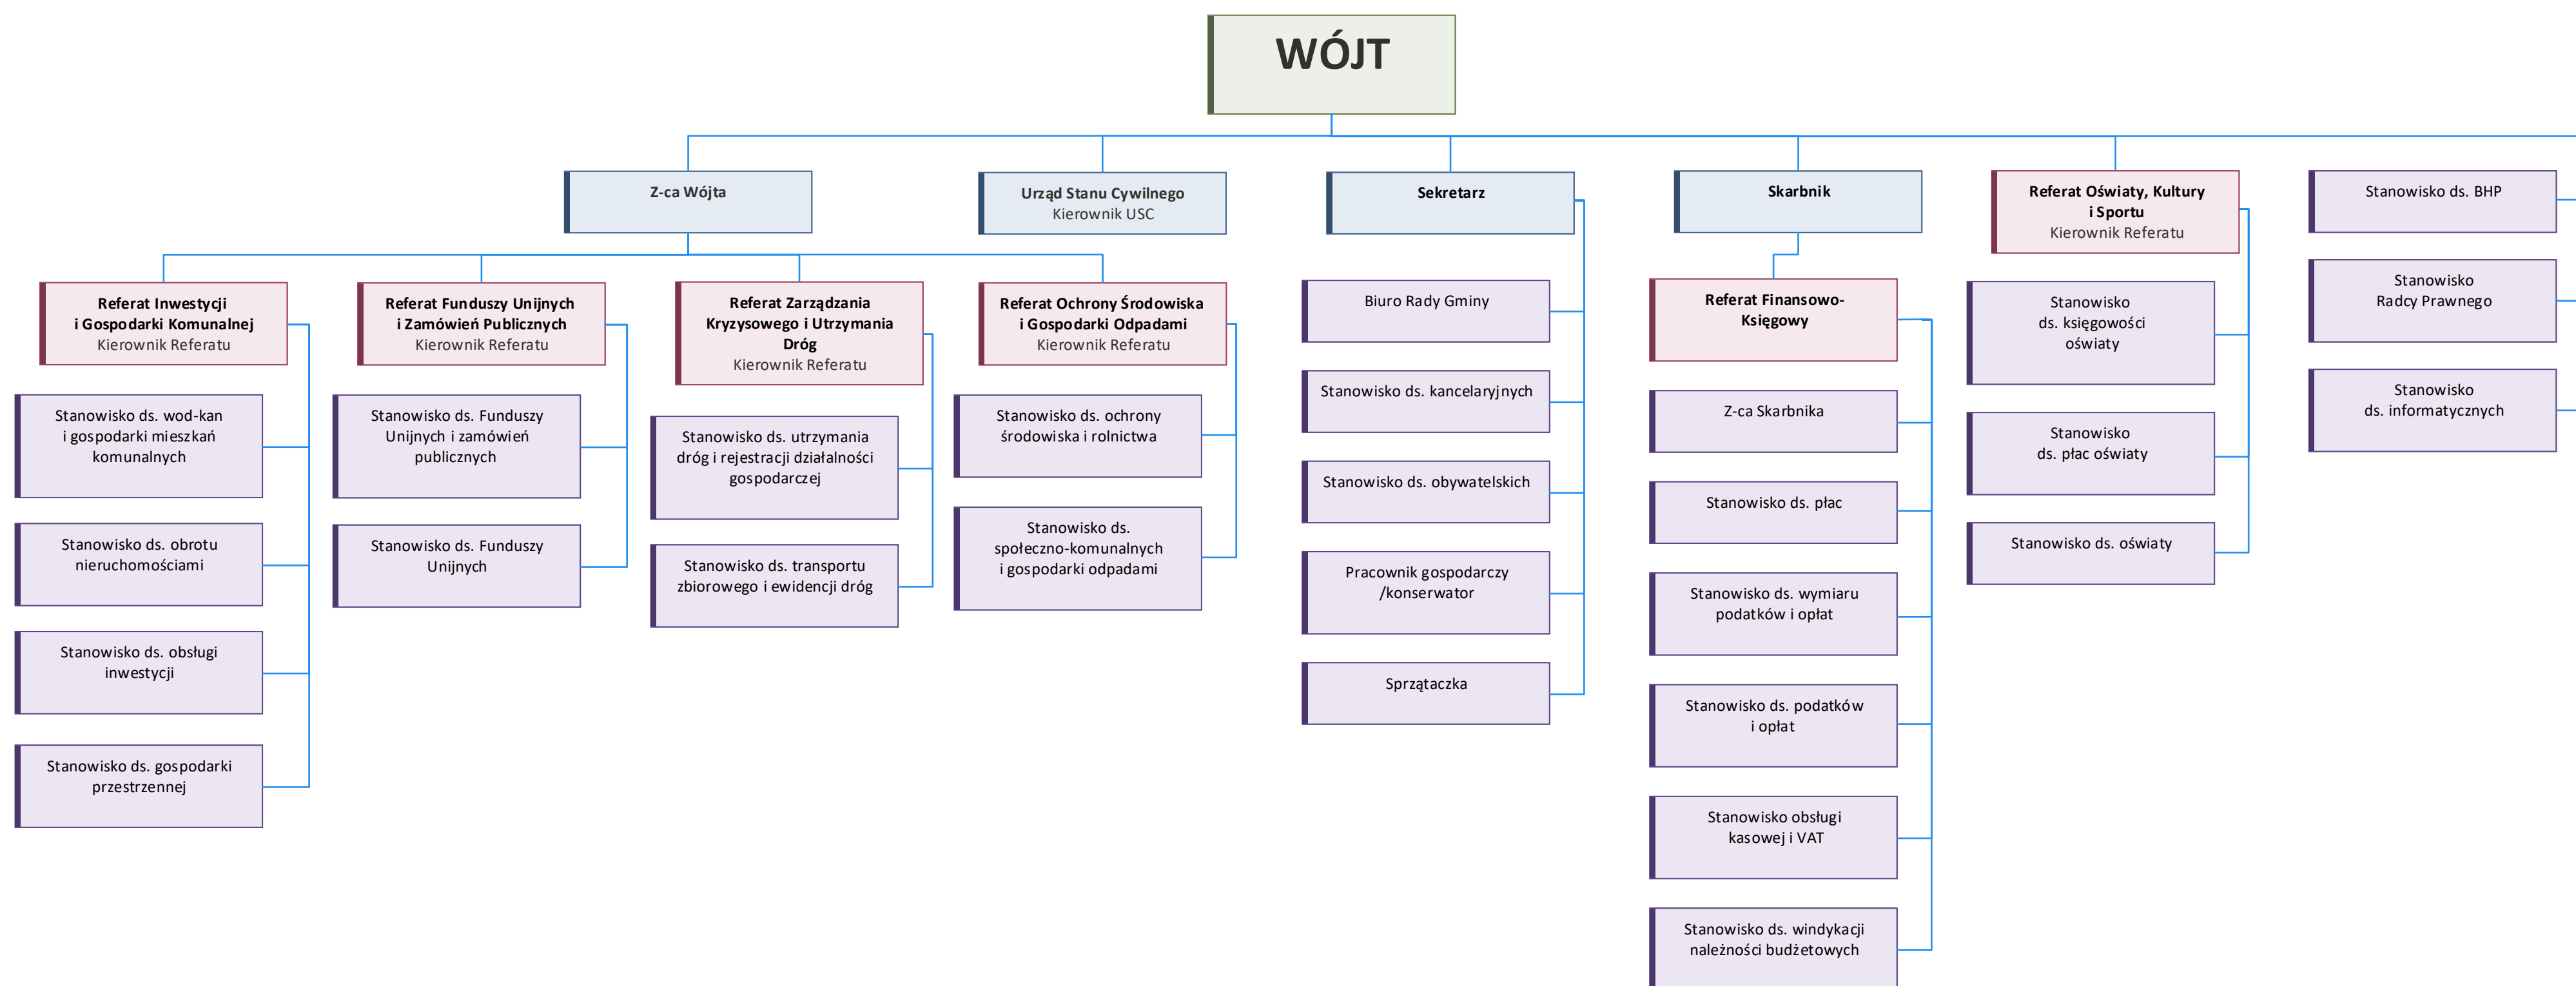 WÓJT
Z-ca Wójta
Urząd Stanu Cywilnego
Kierownik USC
Sekretarz
Skarbnik
Referat Oświaty, Kultury
i Sportu
Kierownik Referatu
Stanowisko ds. BHP
Stanowisko
Radcy Prawnego
Stanowisko
ds. informatycznych
Referat Inwestycji
i Gospodarki Komunalnej
Kierownik Referatu
Stanowisko ds. wod-kan
i gospodarki mieszkań
komunalnych
Stanowisko ds. obrotu
nieruchomościami
Stanowisko ds. obsługi
inwestycji
Stanowisko ds. gospodarki
przestrzennej
Referat Funduszy Unijnych
i Zamówień Publicznych
Kierownik Referatu
Stanowisko ds. Funduszy
Unijnych i zamówień
publicznych
Stanowisko ds. Funduszy
Unijnych
Referat Zarządzania
Kryzysowego i Utrzymania
Dróg
Kierownik Referatu
Stanowisko ds. utrzymania
dróg i rejestracji działalności
gospodarczej
Stanowisko ds. transportu
zbiorowego i ewidencji dróg
Referat Ochrony Środowiska
i Gospodarki Odpadami
Kierownik Referatu
Stanowisko ds. ochrony
środowiska i rolnictwa
Stanowisko ds.
społeczno-komunalnych
i gospodarki odpadami
Biuro Rady Gminy
Stanowisko ds. kancelaryjnych
Stanowisko ds. obywatelskich
Pracownik gospodarczy
/konserwator
Sprzątaczka
Referat Finansowo-
Księgowy
Z-ca Skarbnika
Stanowisko ds. płac
Stanowisko ds. wymiaru
podatków i opłat
Stanowisko ds. podatków
i opłat
Stanowisko obsługi
kasowej i VAT
Stanowisko ds. windykacji
należności budżetowych
Stanowisko
ds. księgowości
oświaty
Stanowisko
ds. płac oświaty
Stanowisko ds. oświaty